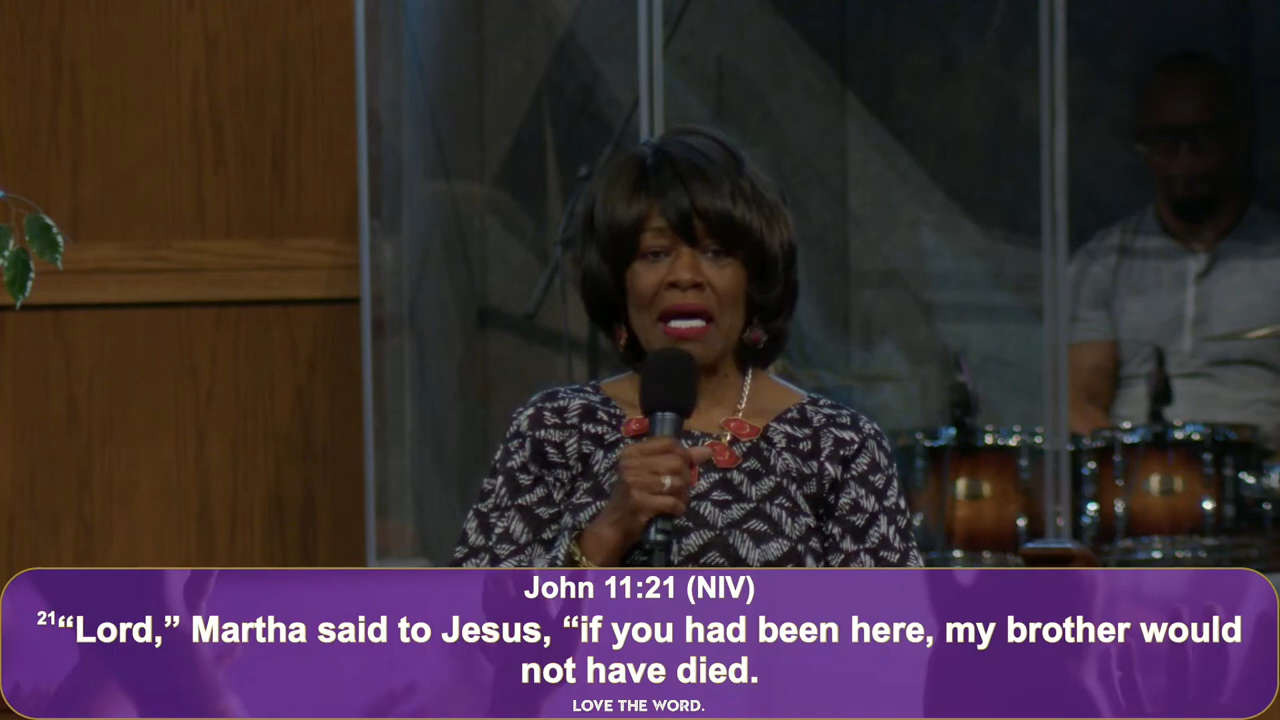 John 11:21 (NIV)
21“Lord,” Martha said to Jesus, “if you had been here, my brother would
not have died.
LOVE THE WORD.